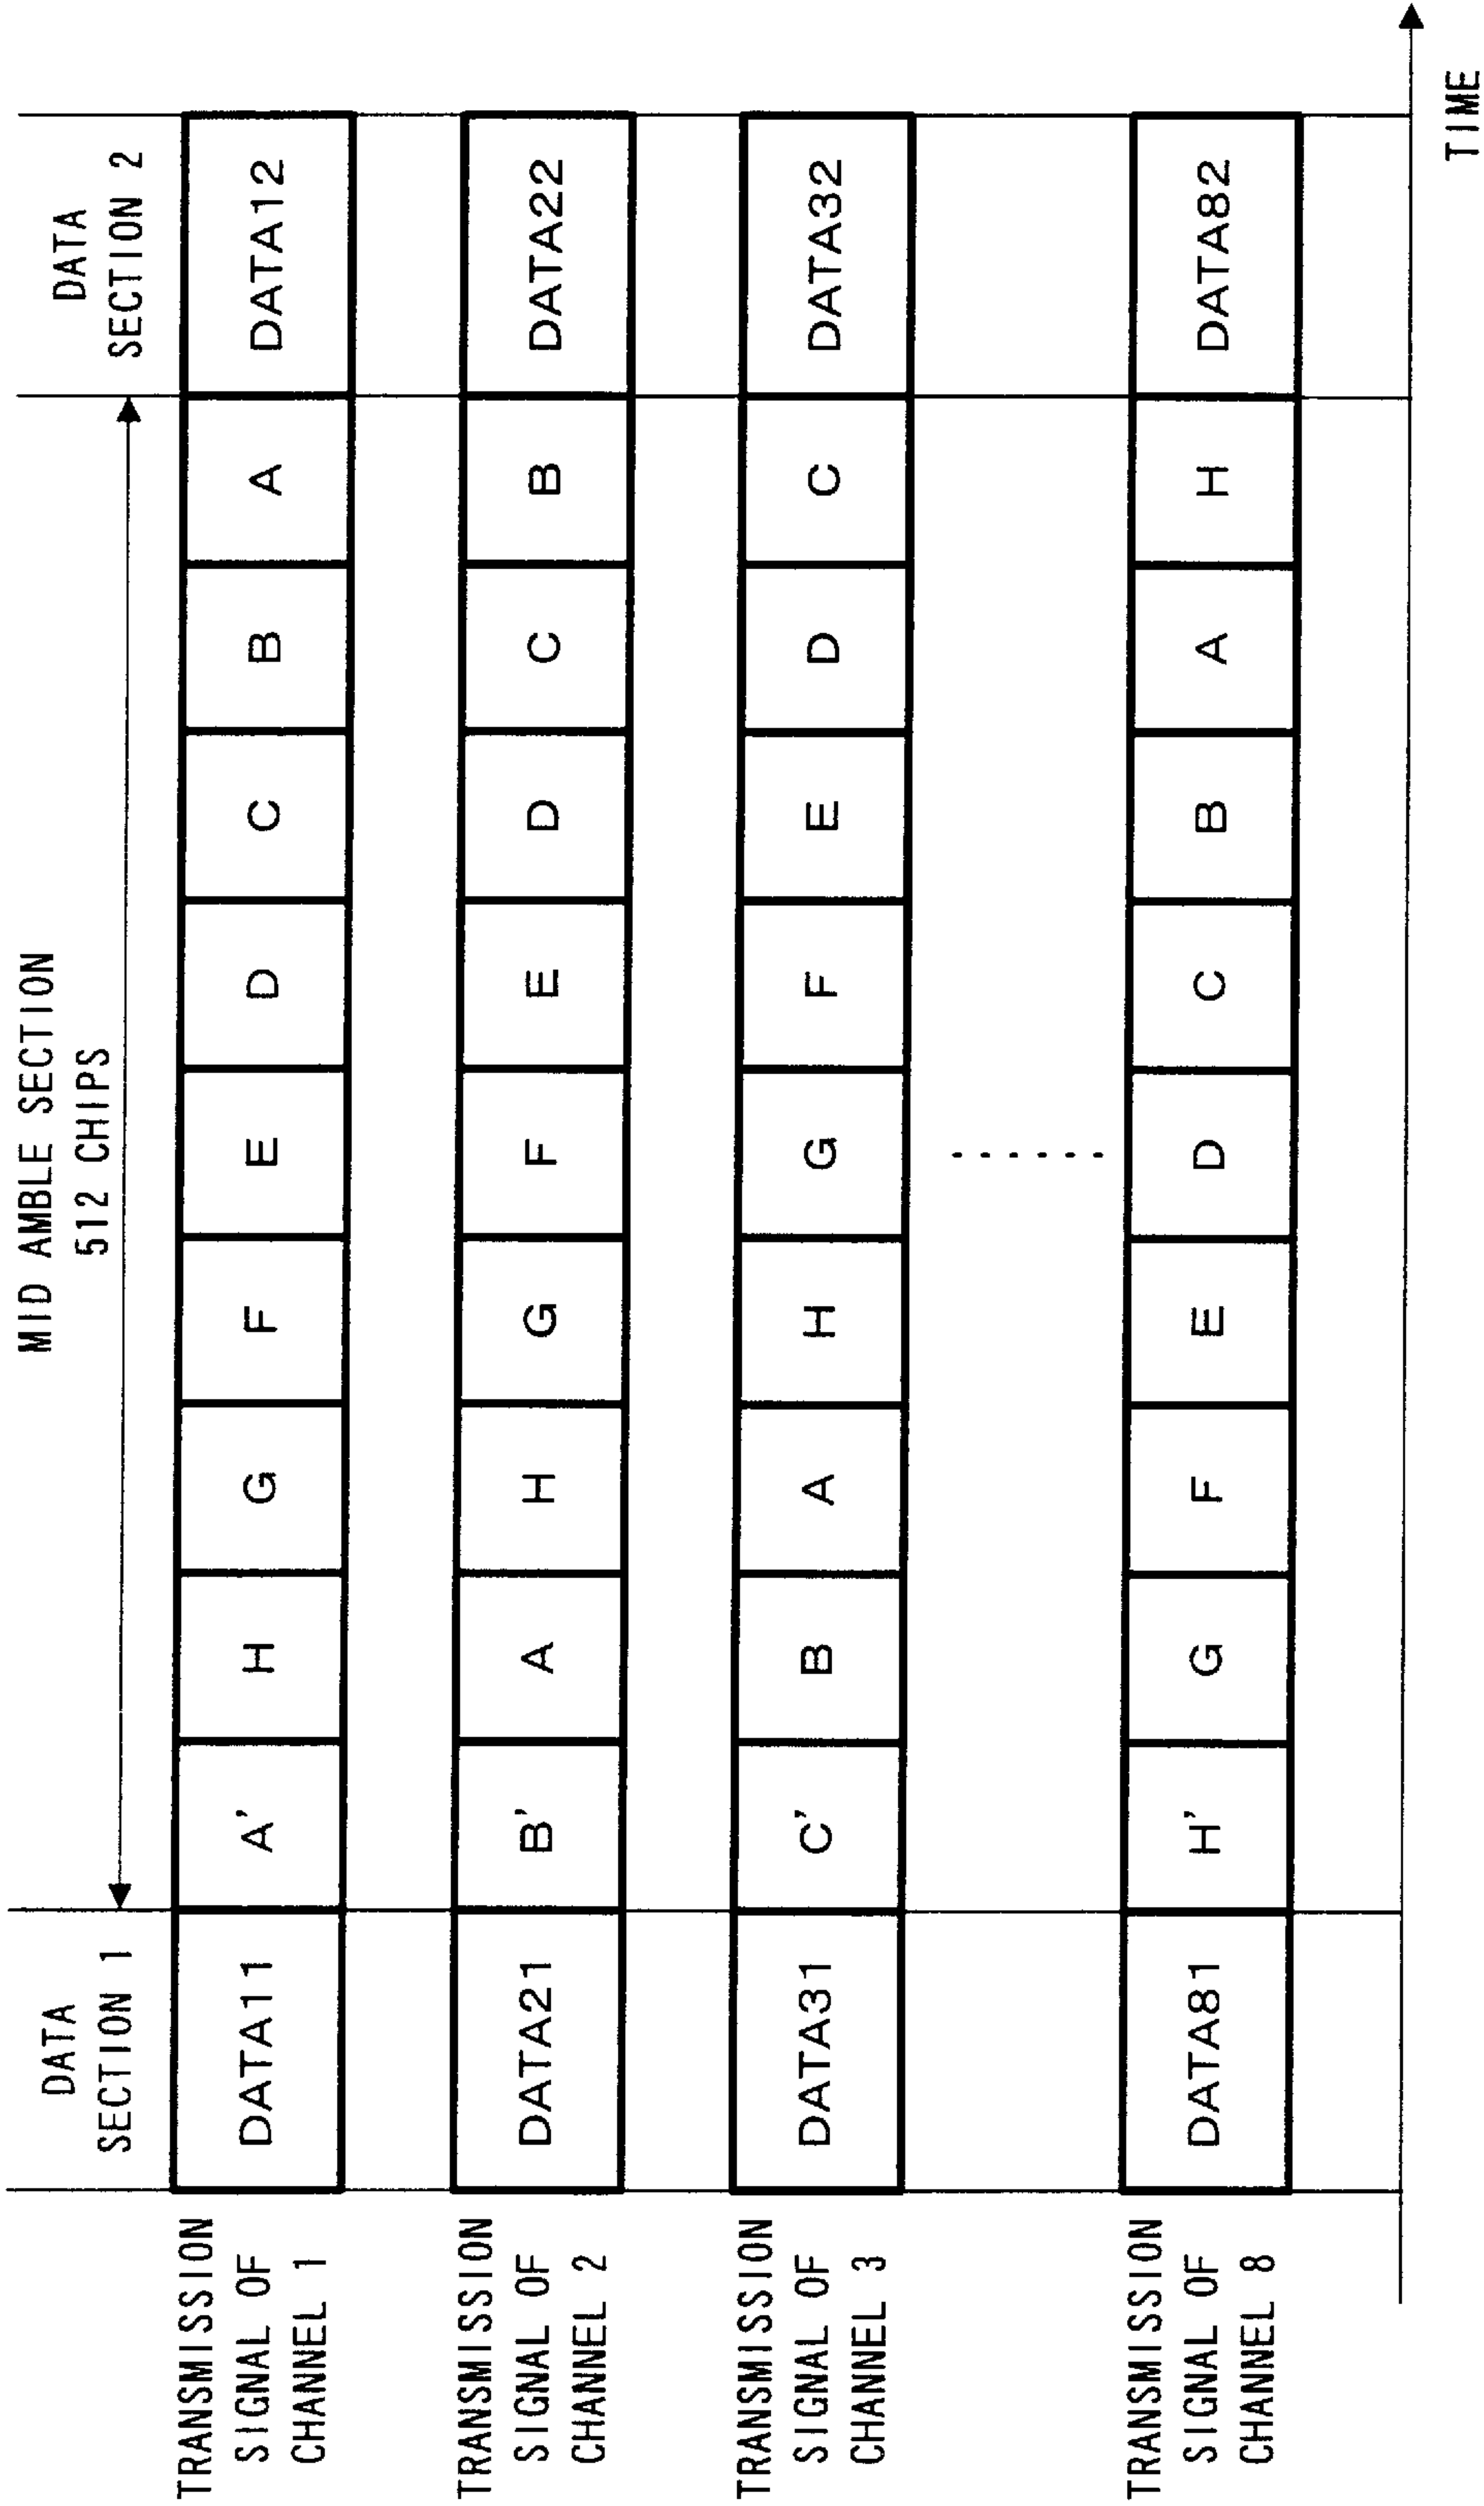 DATA
SECTION 1
MID AMBLE SECTION
512 CHIPS
DATA
SECTION 2
TRANSMISSION
SIGNAL OF
CHANNEL 1
DATA11 A' H G F E D C B A DATA12
TRANSMISSION
SIGNAL OF
CHANNEL 2
DATA21 B' A H G F E D C B DATA22
TRANSMISSION
SIGNAL OF
CHANNEL 3
DATA31 C' B A H G F E D C DATA32
......
TRANSMISSION
SIGNAL OF
CHANNEL 8
DATA81 H' G F E D C B A H DATA82
TIME